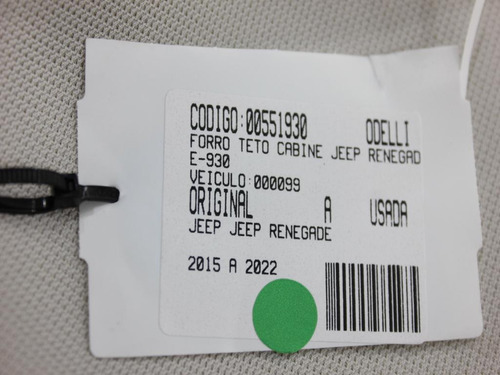 CODIGO:00551930 ODELLI
FORRO TETO CABINE JEEP RENEGAD
E-930
VEICULO:000099
ORIGINAL A USADA
JEEP JEEP RENEGADE
2015 A 2022